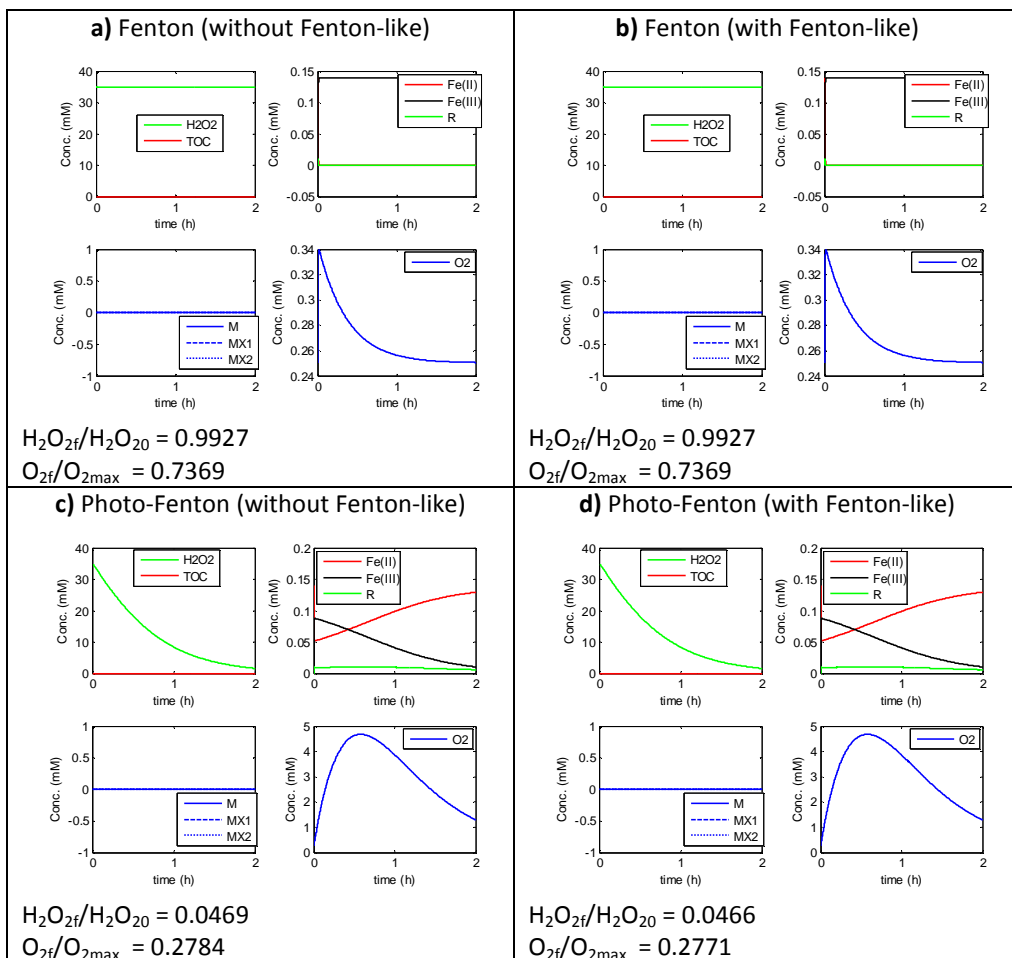 a) Fenton (without Fenton-like)
40
30
20
10
0
Conc. (mM)
H2O2
TOC
0 1 2
time (h)
0.15
0.1
0.05
0
-0.05
Conc. (mM)
Fe(II)
Fe(III)
R
0 1 2
time (h)
1
0.5
0
-0.5
-1
Conc. (mM)
M
MX1
MX2
0 1 2
time (h)
0.34
0.32
0.3
0.28
0.26
0.24
Conc. (mM)
O2
0 1 2
time (h)
H₂O₂f/H₂O₂₀ = 0.9927
O₂f/O₂max = 0.7369
b) Fenton (with Fenton-like)
40
30
20
10
0
Conc. (mM)
H2O2
TOC
0 1 2
time (h)
0.15
0.1
0.05
0
-0.05
Conc. (mM)
Fe(II)
Fe(III)
R
0 1 2
time (h)
1
0.5
0
-0.5
-1
Conc. (mM)
M
MX1
MX2
0 1 2
time (h)
0.34
0.32
0.3
0.28
0.26
0.24
Conc. (mM)
O2
0 1 2
time (h)
H₂O₂f/H₂O₂₀ = 0.9927
O₂f/O₂max = 0.7369
c) Photo-Fenton (without Fenton-like)
40
30
20
10
0
Conc. (mM)
H2O2
TOC
0 1 2
time (h)
0.2
0.15
0.1
0.05
0
Conc. (mM)
Fe(II)
Fe(III)
R
0 1 2
time (h)
1
0.5
0
-0.5
-1
Conc. (mM)
M
MX1
MX2
0 1 2
time (h)
5
4
3
2
1
0
Conc. (mM)
O2
0 1 2
time (h)
H₂O₂f/H₂O₂₀ = 0.0469
O₂f/O₂max = 0.2784
d) Photo-Fenton (with Fenton-like)
40
30
20
10
0
Conc. (mM)
H2O2
TOC
0 1 2
time (h)
0.2
0.15
0.1
0.05
0
Conc. (mM)
Fe(II)
Fe(III)
R
0 1 2
time (h)
1
0.5
0
-0.5
-1
Conc. (mM)
M
MX1
MX2
0 1 2
time (h)
5
4
3
2
1
0
Conc. (mM)
O2
0 1 2
time (h)
H₂O₂f/H₂O₂₀ = 0.0466
O₂f/O₂max = 0.2771